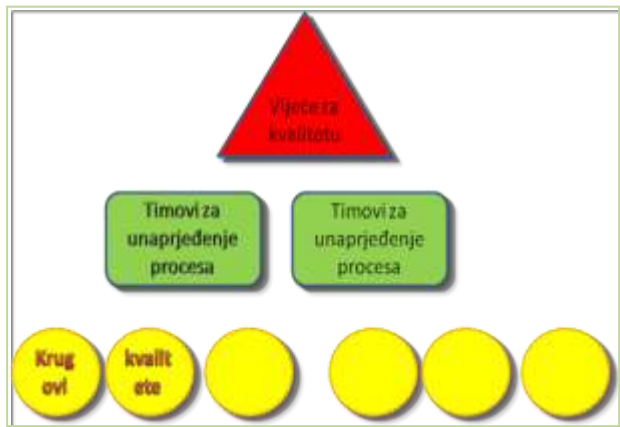 Vijeće za
kvalitetu
Timovi za
unaprjeđenje
procesa
Timovi za
unaprjeđenje
procesa
Krug
ovi
kvalit
ete